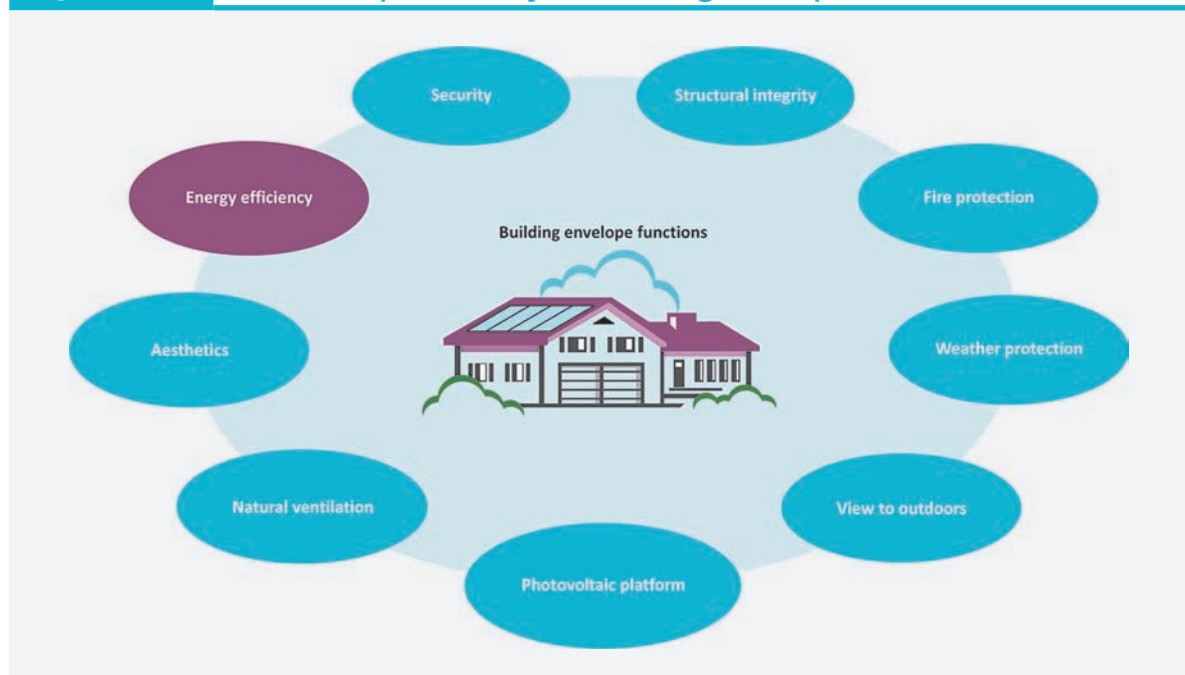 Security
Structural integrity
Energy efficiency
Fire protection
Building envelope functions
Aesthetics
Weather protection
Natural ventilation
View to outdoors
Photovoltaic platform